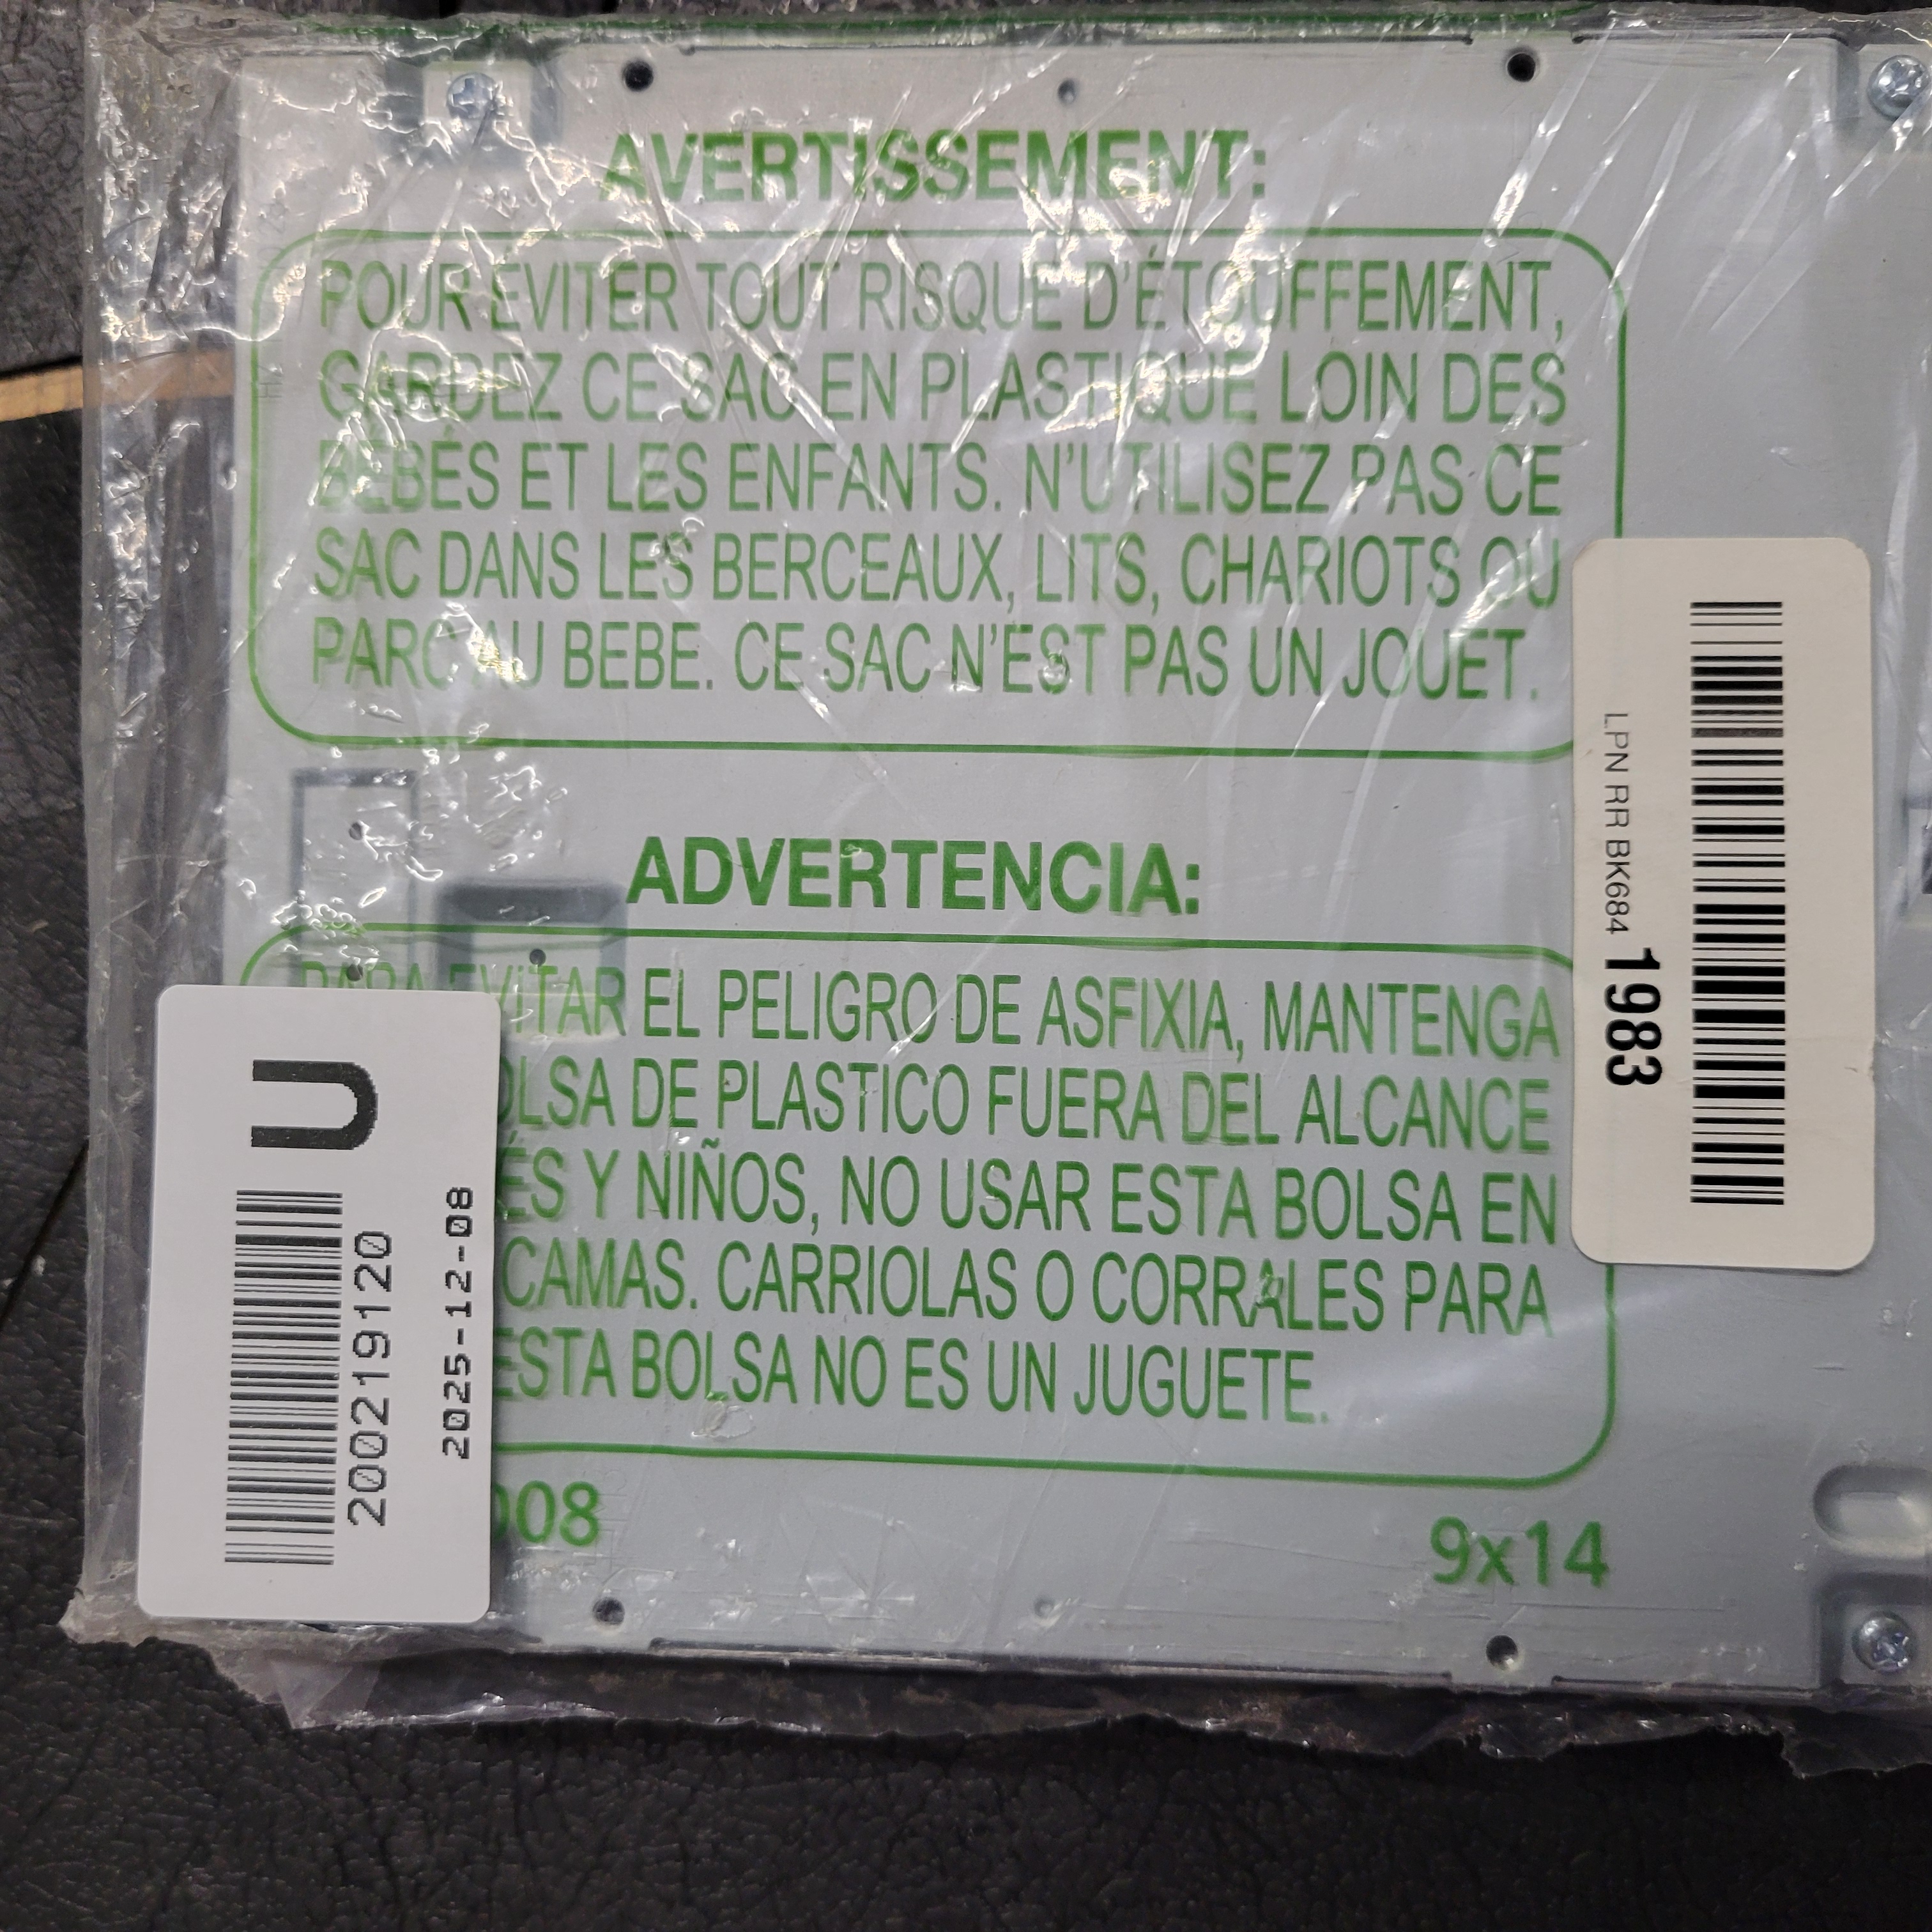 AVERTISSEMENT:
POUR EVITER TOUT RISQUE D'ÉTOUFFEMENT,
GARDEZ CE SAC EN PLASTIQUE LOIN DES
BÉBÉS ET LES ENFANTS. N'UTILISEZ PAS CE
SAC DANS LES BERCEAUX, LITS, CHARIOTS OU
PARC AU BEBE. CE SAC N'EST PAS UN JOUET.
ADVERTENCIA:
PARA EVITAR EL PELIGRO DE ASFIXIA, MANTENGA
OLSA DE PLASTICO FUERA DEL ALCANCE
ÉS Y NIÑOS, NO USAR ESTA BOLSA EN
CAMAS. CARRIOLAS O CORRALES PARA
ESTA BOLSA NO ES UN JUGUETE.
008
9x14
U
200219120
2025-12-08
LPN RR BK684 1983